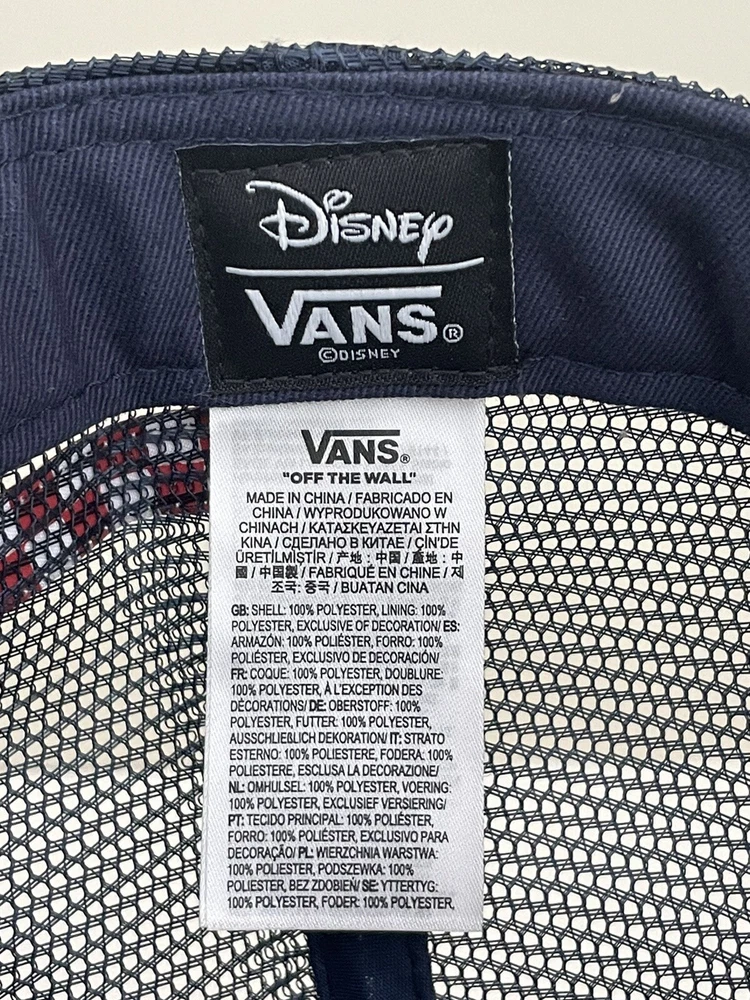 Disney
VANS®
©DISNEY
VANS®
"OFF THE WALL"
MADE IN CHINA / FABRICADO EN
CHINA / WYPRODUKOWANO W
CHINACH / ΚΑΤΑΣΚΕΥΑΖΕΤΑΙ ΣΤΗΝ
ΚΙΝΑ / СДЕЛАНО В КИТАЕ / ÇİN'DE
ÜRETİLMİŞTİR / 产地 : 中国 / 產地 : 中
國 / 中国製 / FABRIQUÉ EN CHINE / 제
조국: 중국 / BUATAN CINA
GB: SHELL: 100% POLYESTER, LINING: 100%
POLYESTER, EXCLUSIVE OF DECORATION/ ES:
ARMAZÓN: 100% POLIÉSTER, FORRO: 100%
POLIÉSTER, EXCLUSIVO DE DECORACIÓN/
FR: COQUE: 100% POLYESTER, DOUBLURE:
100% POLYESTER, À L'EXCEPTION DES
DÉCORATIONS/ DE: OBERSTOFF: 100%
POLYESTER, FUTTER: 100% POLYESTER,
AUSSCHLIEßLICH DEKORATION/ IT: STRATO
ESTERNO: 100% POLIESTERE, FODERA: 100%
POLIESTERE, ESCLUSA LA DECORAZIONE/
NL: OMHULSEL: 100% POLYESTER, VOERING:
100% POLYESTER, EXCLUSIEF VERSIERING/
PT: TECIDO PRINCIPAL: 100% POLIÉSTER,
FORRO: 100% POLIÉSTER, EXCLUSIVO PARA
DECORAÇÃO/ PL: WIERZCHNIA WARSTWA:
100% POLIESTER, PODSZEWKA: 100%
POLIESTER, BEZ ZDOBIEŃ/ SE: YTTERTYG:
100% POLYESTER, FODER: 100% POLYESTER,